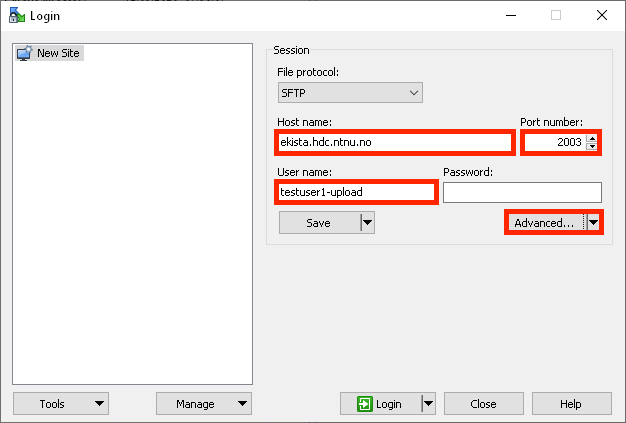 Login
New Site
Session
File protocol:
SFTP
Host name:
Port number:
ekista.hdc.ntnu.no
2003
User name:
Password:
testuser1-upload
Save
Advanced...
Tools
Manage
Login
Close
Help